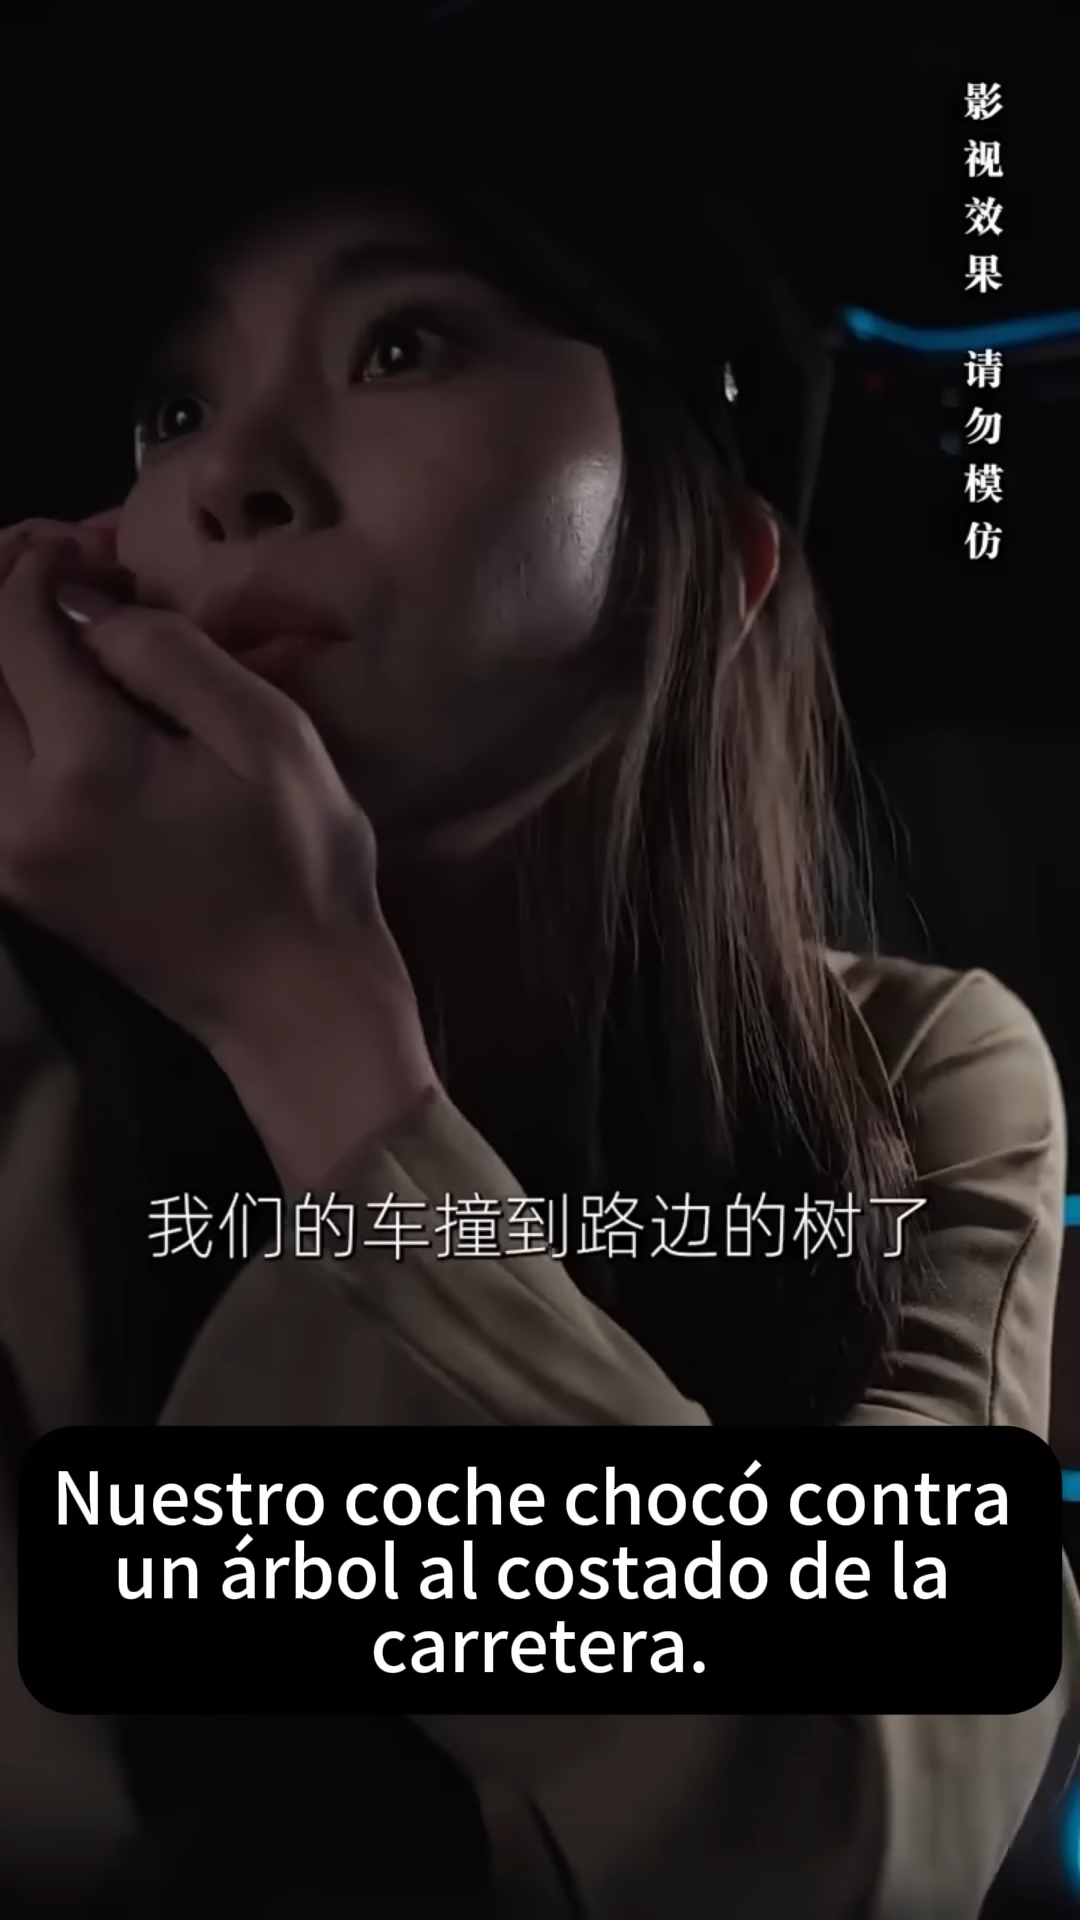 影视效果 请勿模仿
我们的车撞到路边的树了
Nuestro coche chocó contra
un árbol al costado de la
carretera.